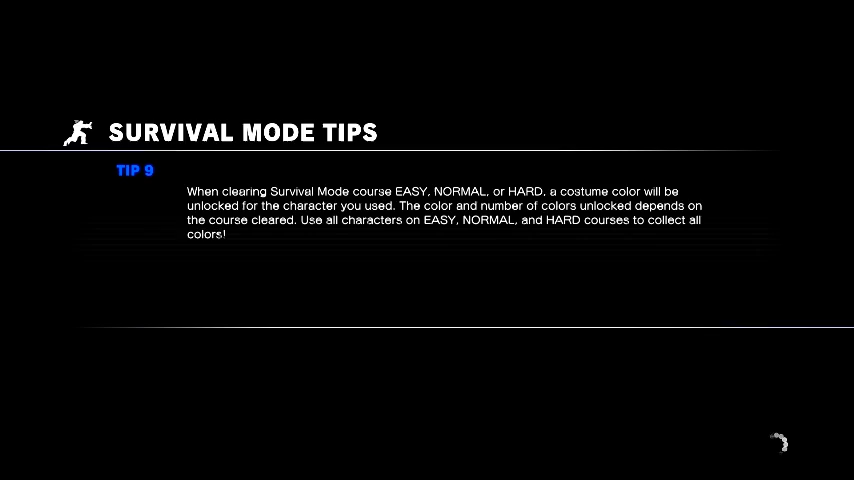 SURVIVAL MODE TIPS
TIP 9
When clearing Survival Mode course EASY, NORMAL, or HARD, a costume color will be
unlocked for the character you used. The color and number of colors unlocked depends on
the course cleared. Use all characters on EASY, NORMAL, and HARD courses to collect all
colors!